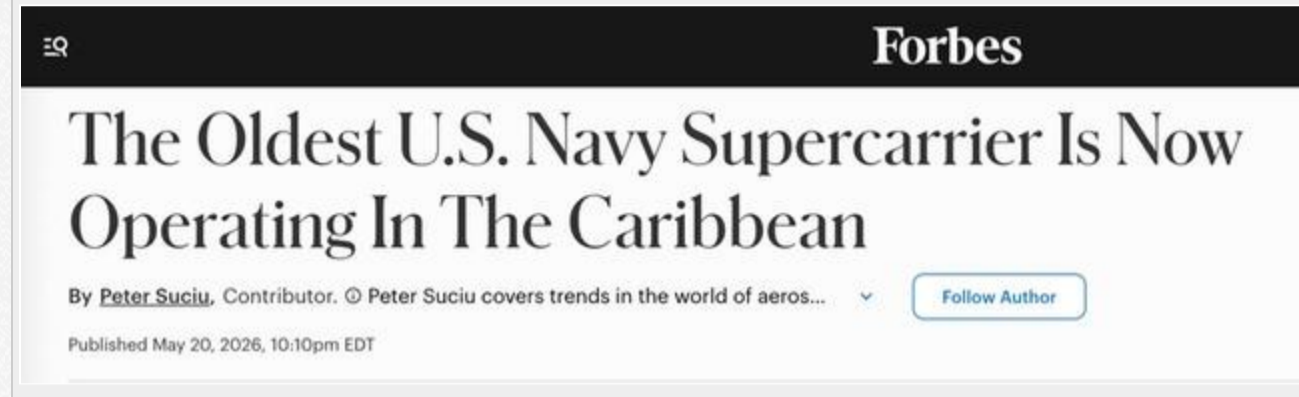 Forbes
The Oldest U.S. Navy Supercarrier Is Now
Operating In The Caribbean
By Peter Suciu, Contributor. ⓘ Peter Suciu covers trends in the world of aeros...
Follow Author
Published May 20, 2026, 10:10pm EDT